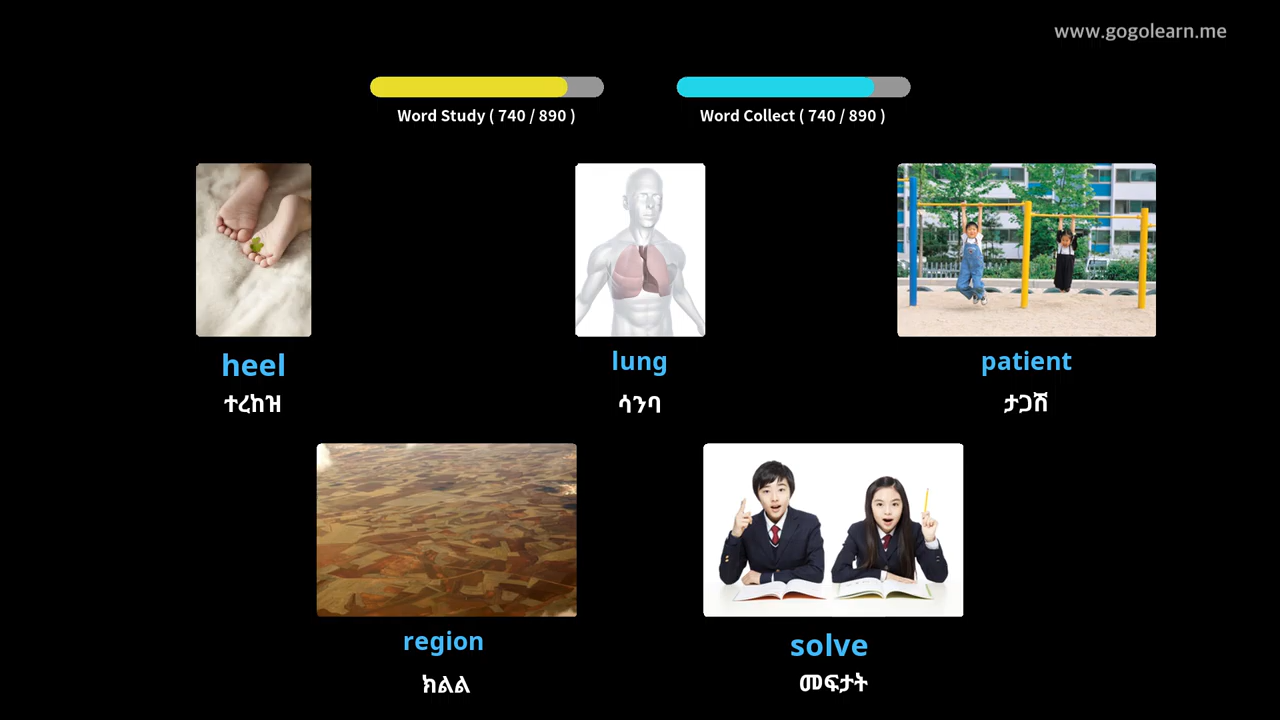 www.gogolearn.me
Word Study ( 740 / 890 )
Word Collect ( 740 / 890 )
heel
ተረከዝ
lung
ሳንባ
patient
ታጋሽ
region
ክልል
solve
መፍታት